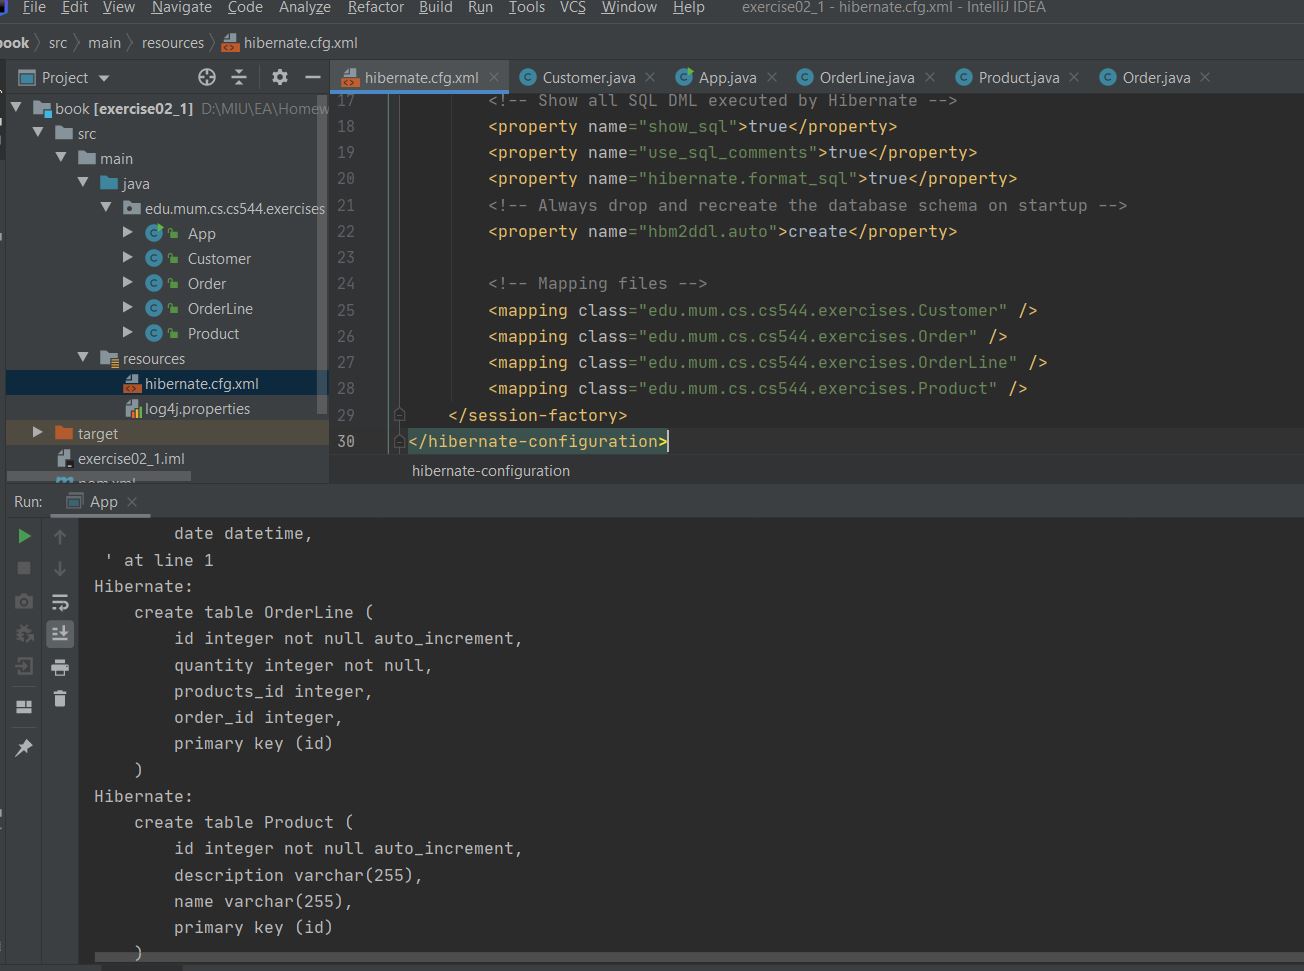 File Edit View Navigate Code Analyze Refactor Build Run Tools VCS Window Help exercise02_1 - hibernate.cfg.xml - IntelliJ IDEA
book src main resources hibernate.cfg.xml
Project
hibernate.cfg.xml Customer.java App.java OrderLine.java Product.java Order.java
book [exercise02_1] D:\MIU\EA\Homew
src
main
java
edu.mum.cs.cs544.exercises
App
Customer
Order
OrderLine
Product
resources
hibernate.cfg.xml
log4j.properties
target
exercise02_1.iml
pom.xml
17 <!-- Show all SQL DML executed by Hibernate -->
18 <property name="show_sql">true</property>
19 <property name="use_sql_comments">true</property>
20 <property name="hibernate.format_sql">true</property>
21 <!-- Always drop and recreate the database schema on startup -->
22 <property name="hbm2ddl.auto">create</property>
23
24 <!-- Mapping files -->
25 <mapping class="edu.mum.cs.cs544.exercises.Customer" />
26 <mapping class="edu.mum.cs.cs544.exercises.Order" />
27 <mapping class="edu.mum.cs.cs544.exercises.OrderLine" />
28 <mapping class="edu.mum.cs.cs544.exercises.Product" />
29 </session-factory>
30 </hibernate-configuration>
hibernate-configuration
Run: App
date datetime,
' at line 1
Hibernate:
create table OrderLine (
id integer not null auto_increment,
quantity integer not null,
products_id integer,
order_id integer,
primary key (id)
)
Hibernate:
create table Product (
id integer not null auto_increment,
description varchar(255),
name varchar(255),
primary key (id)
)